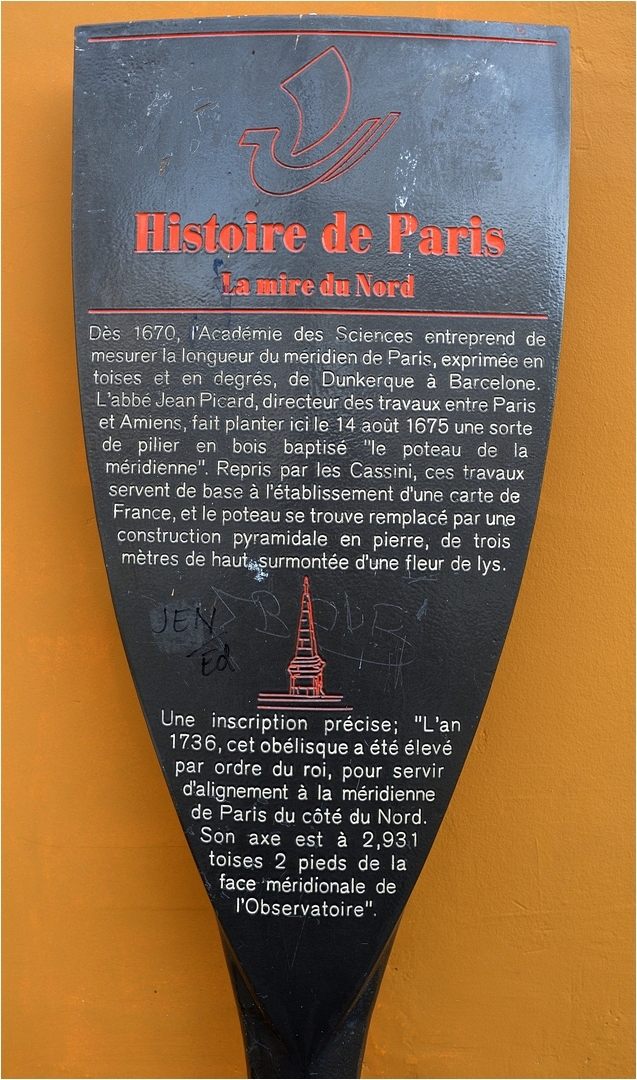 Histoire de Paris
La mire du Nord
Dès 1670, l'Académie des Sciences entreprend de
mesurer la longueur du méridien de Paris, exprimée en
toises et en degrés, de Dunkerque à Barcelone.
L'abbé Jean Picard, directeur des travaux entre Paris
et Amiens, fait planter ici le 14 août 1675 une sorte
de pilier en bois baptisé "le poteau de la
méridienne". Repris par les Cassini, ces travaux
servent de base à l'établissement d'une carte de
France, et le poteau se trouve remplacé par une
construction pyramidale en pierre, de trois
mètres de haut, surmontée d'une fleur de lys.
JEN
Ed
Une inscription précise; "L'an
1736, cet obélisque a été élevé
par ordre du roi, pour servir
d'alignement à la méridienne
de Paris du côté du Nord.
Son axe est à 2,931
toises 2 pieds de la
face méridionale de
l'Observatoire".